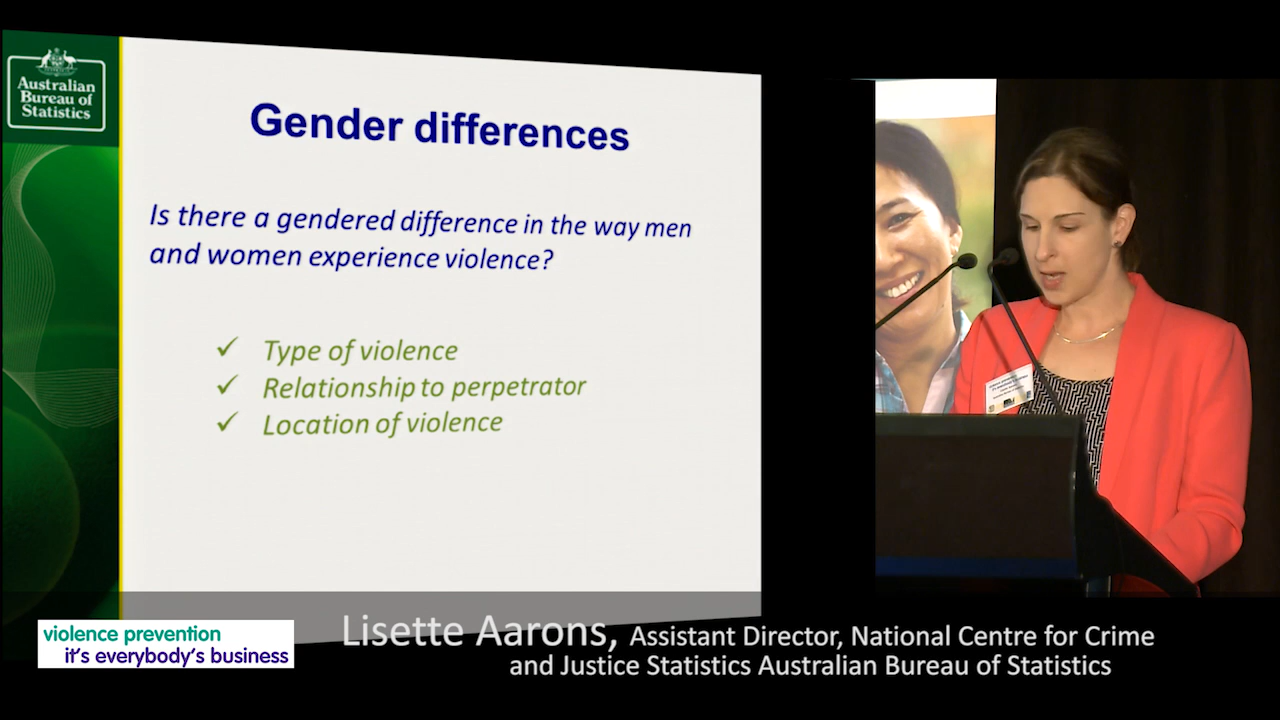 Australian
Bureau of
Statistics
Gender differences
Is there a gendered difference in the way men
and women experience violence?
✓ Type of violence
✓ Relationship to perpetrator
✓ Location of violence
violence prevention
it's everybody's business
Lisette Aarons, Assistant Director, National Centre for Crime
and Justice Statistics Australian Bureau of Statistics